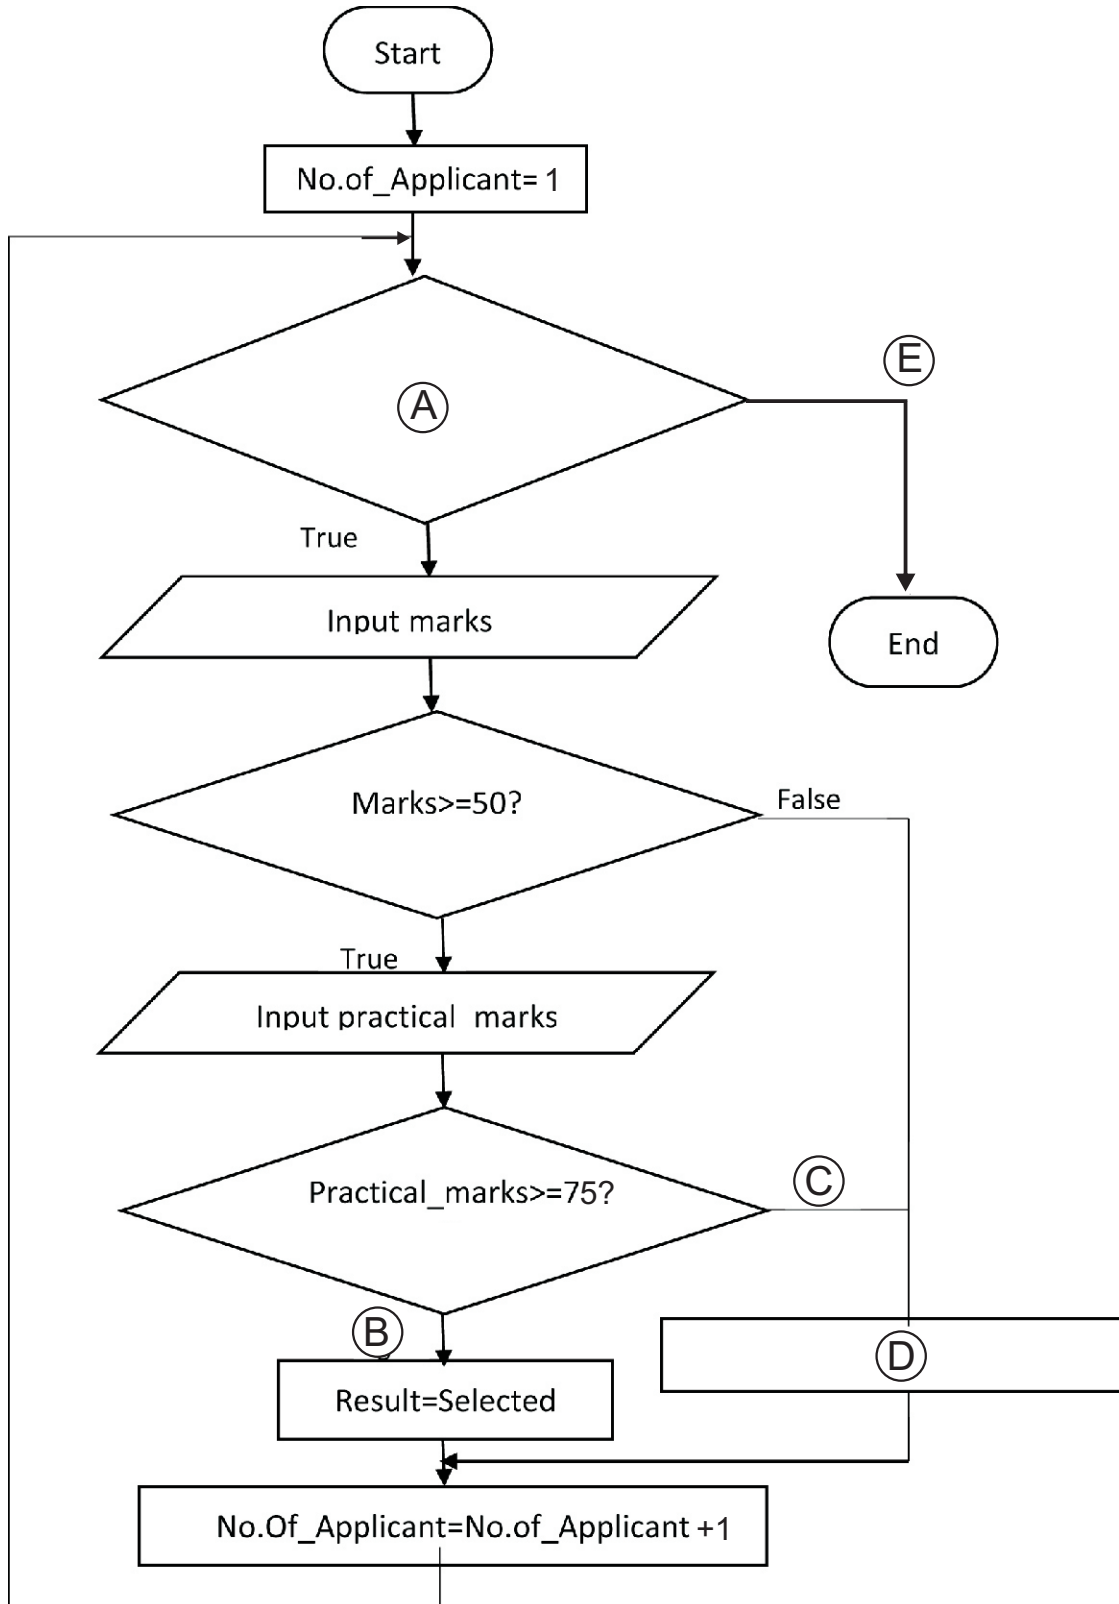 Start
No.of_Applicant= 1
E
A
True
Input marks
End
Marks>=50?
False
True
Input practical marks
C
Practical_marks>=75?
B
D
Result=Selected
No.Of_Applicant=No.of_Applicant +1